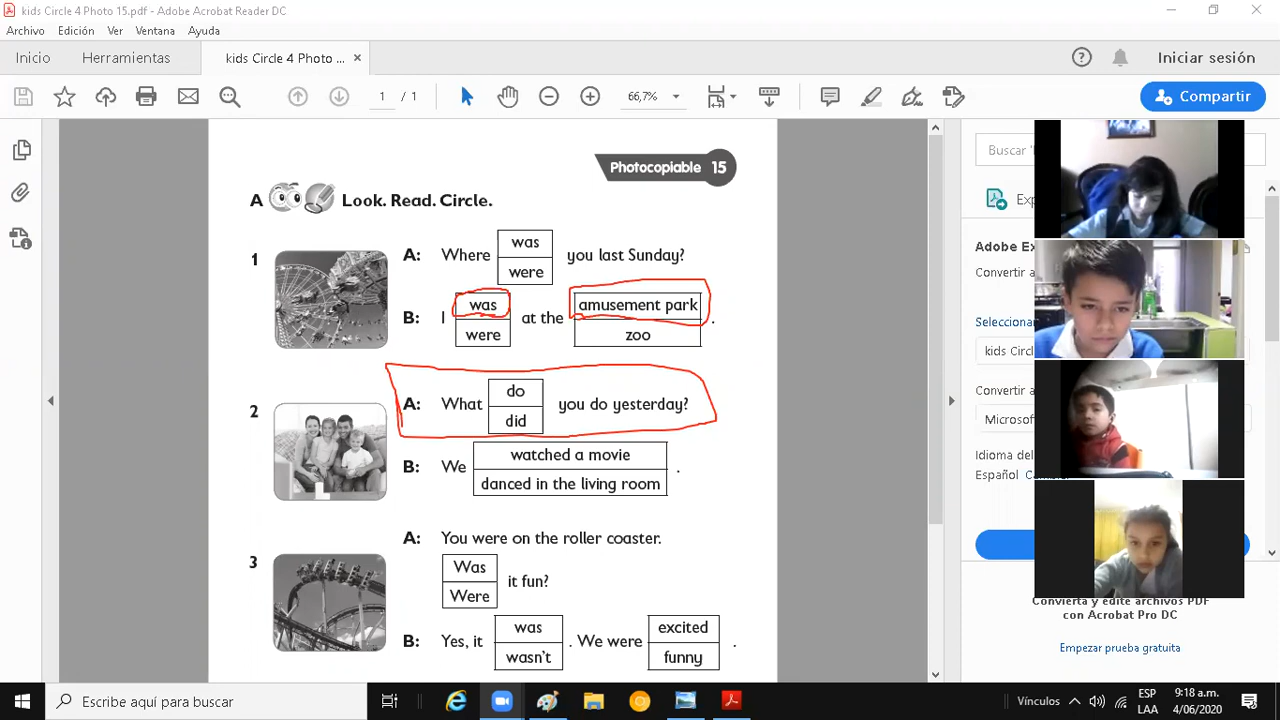 kids Circle 4 Photo 15.pdf - Adobe Acrobat Reader DC
Archivo Edición Ver Ventana Ayuda
Inicio Herramientas kids Circle 4 Photo ... × Iniciar sesión
1 / 1 66,7% Compartir
Photocopiable 15
Buscar
A Look. Read. Circle.
Adobe
Convertir a
1 A: Where was you last Sunday?
were
B: I was at the amusement park .
were zoo
Seleccionar
kids Circl
Convertir a
2 A: What do you do yesterday?
did
Idioma del
Español
B: We watched a movie .
danced in the living room
A: You were on the roller coaster.
3 Was it fun?
Were
B: Yes, it was . We were excited .
wasn't funny
Convierta y edite archivos PDF
con Acrobat Pro DC
Empezar prueba gratuita
Escribe aquí para buscar
Vínculos
ESP
LAA
9:18 a.m.
4/06/2020